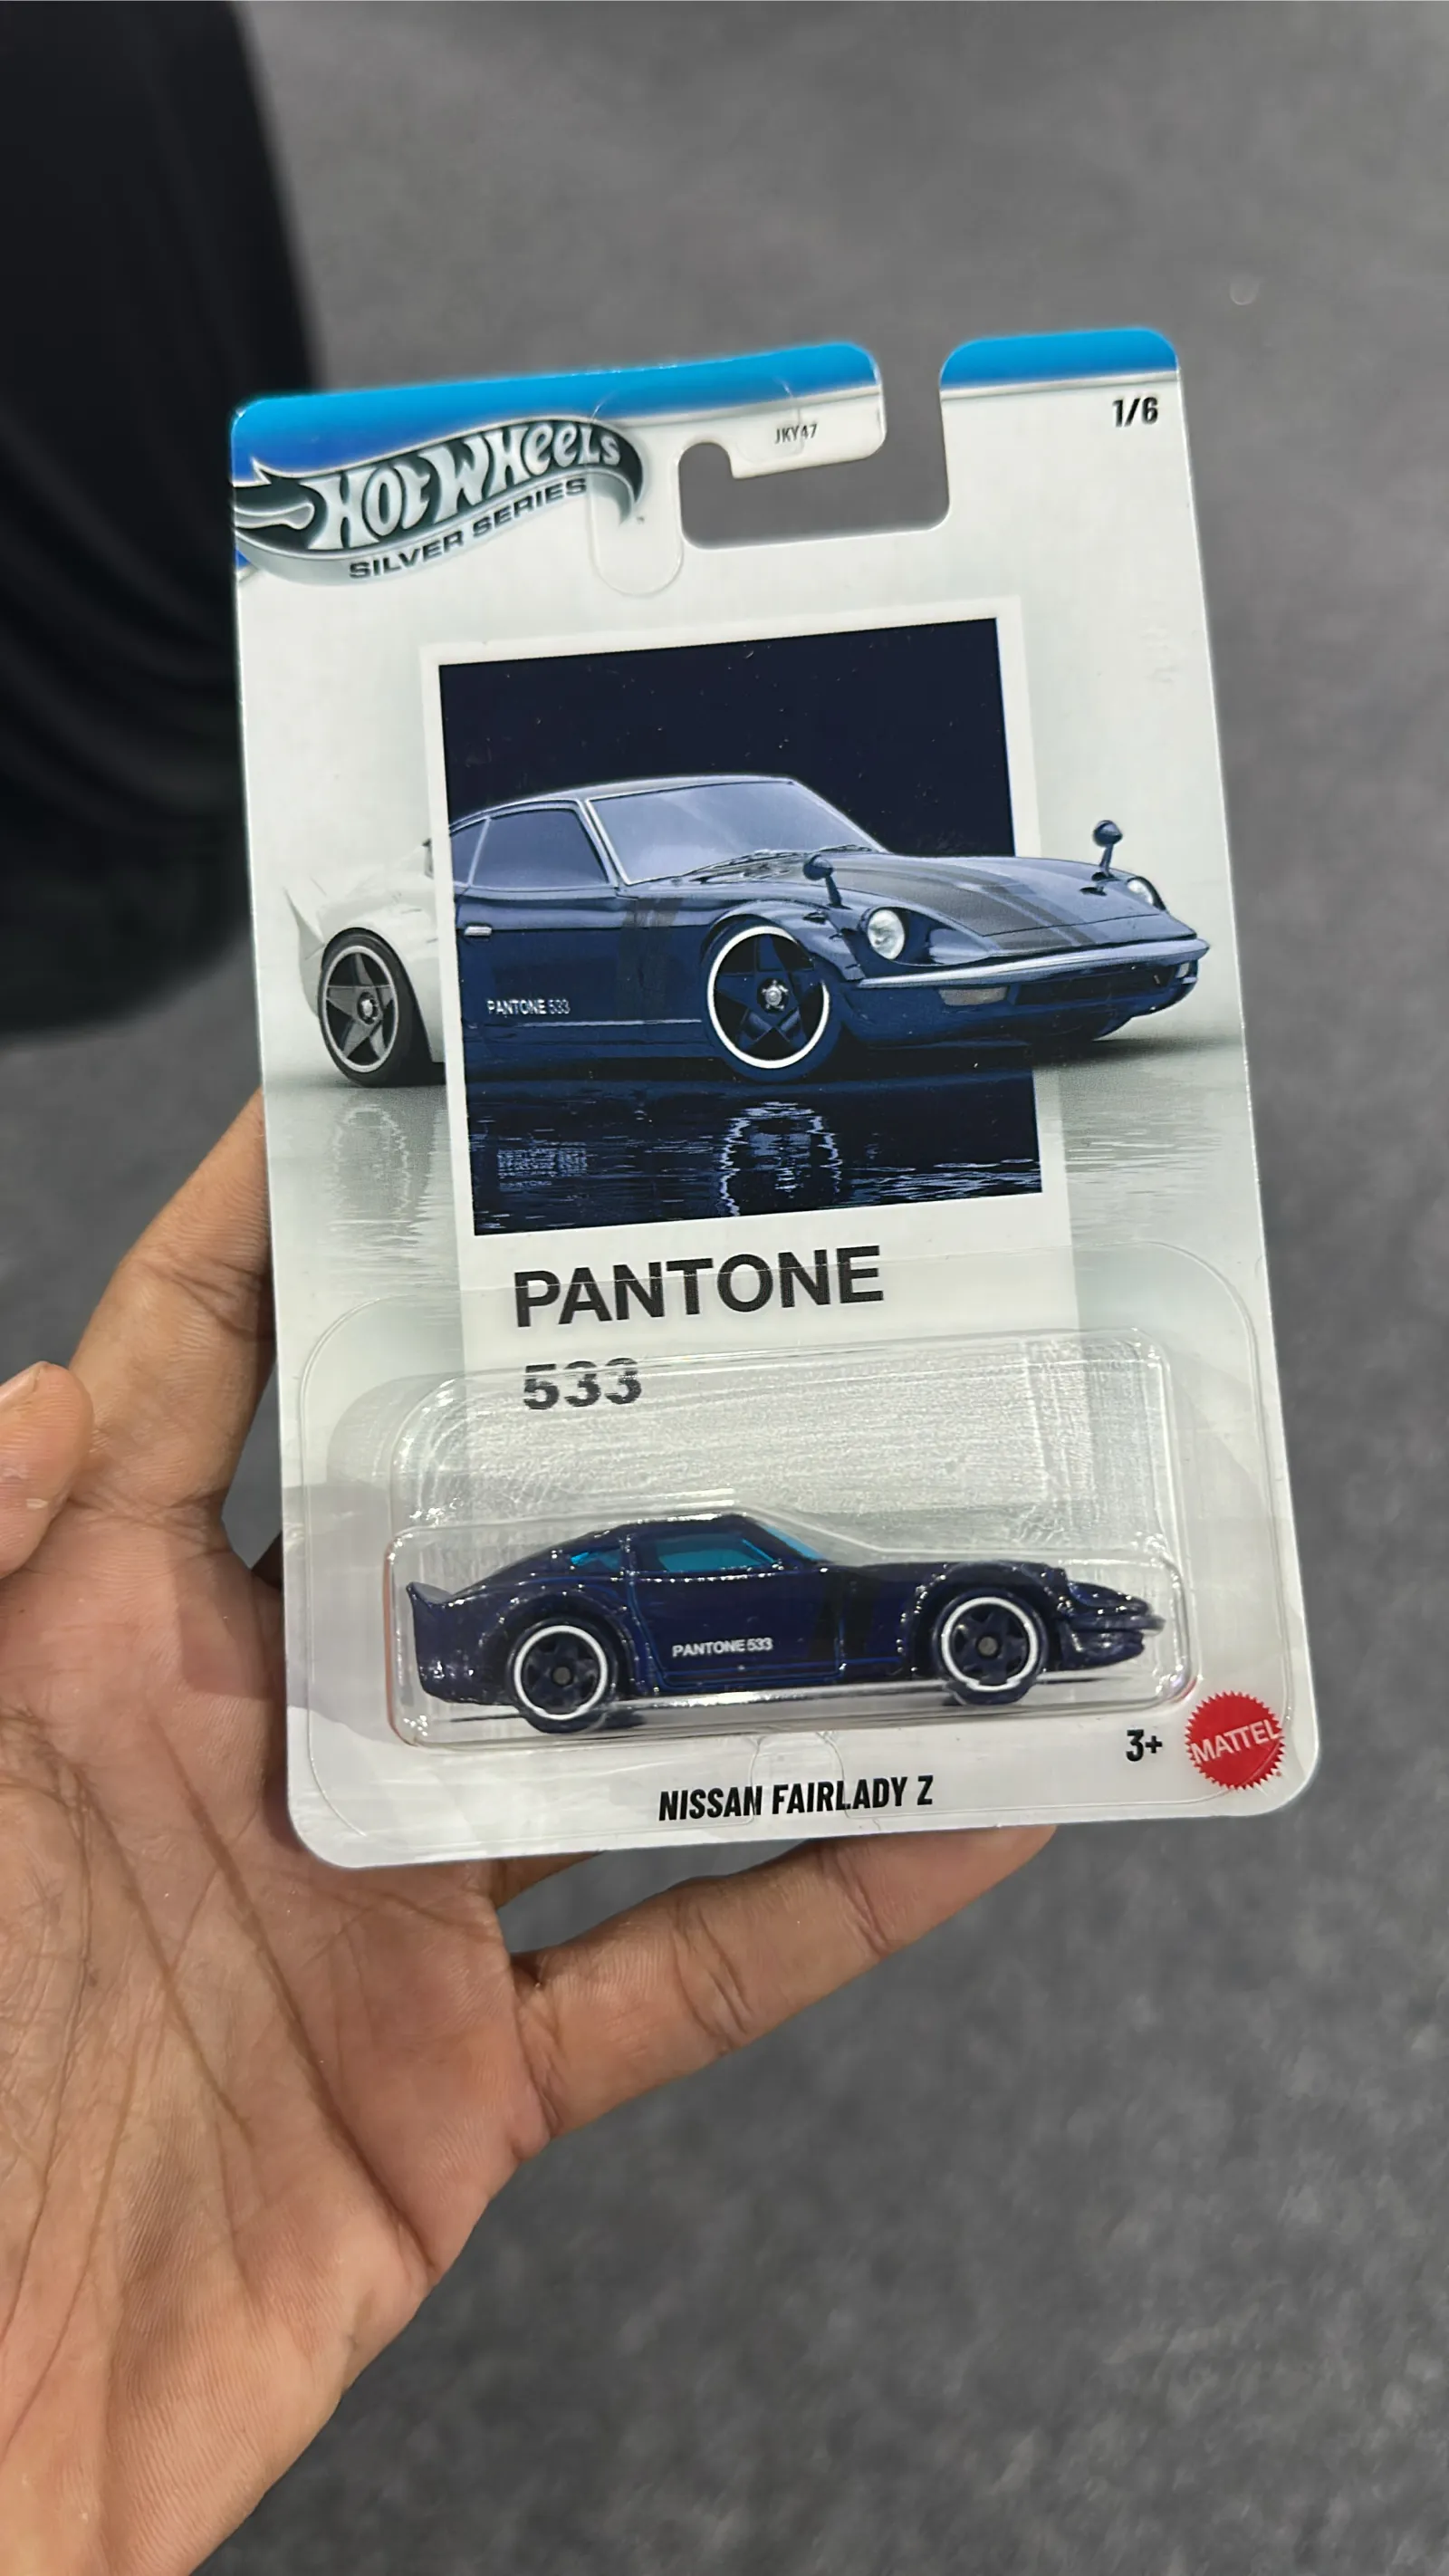 HOT WHEELS
SILVER SERIES
JKY47
1/6
PANTONE 533
PANTONE
533
PANTONE 533
3+
MATTEL
NISSAN FAIRLADY Z